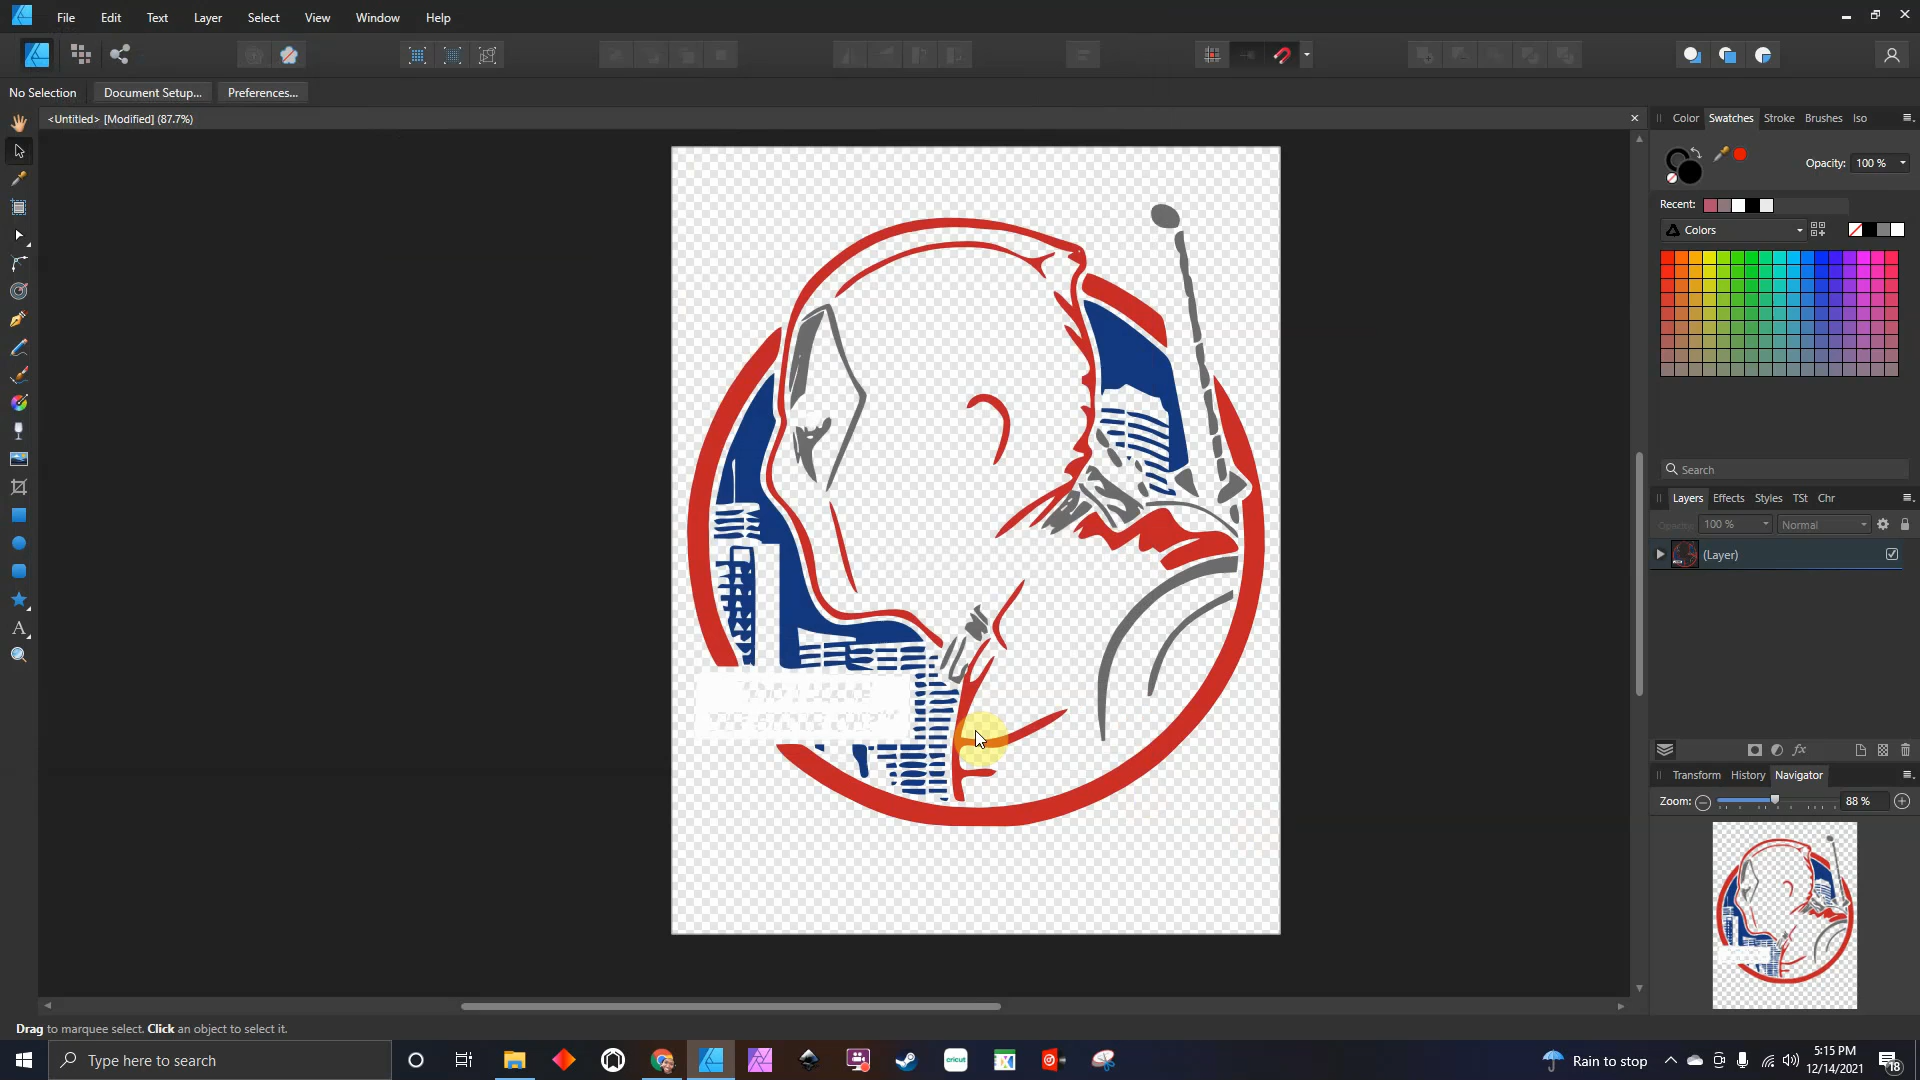 File Edit Text Layer Select View Window Help
No Selection Document Setup... Preferences...
<Untitled> [Modified] (87.7%)
Color Swatches Stroke Brushes Iso
Opacity: 100 %
Recent:
Colors
Search
Layers Effects Styles TSt Chr
Opacity: 100 % Normal
(Layer)
Transform History Navigator
Zoom: 88 %
Drag to marquee select. Click an object to select it.
Type here to search
cricut
Rain to stop
5:15 PM
12/14/2021
18